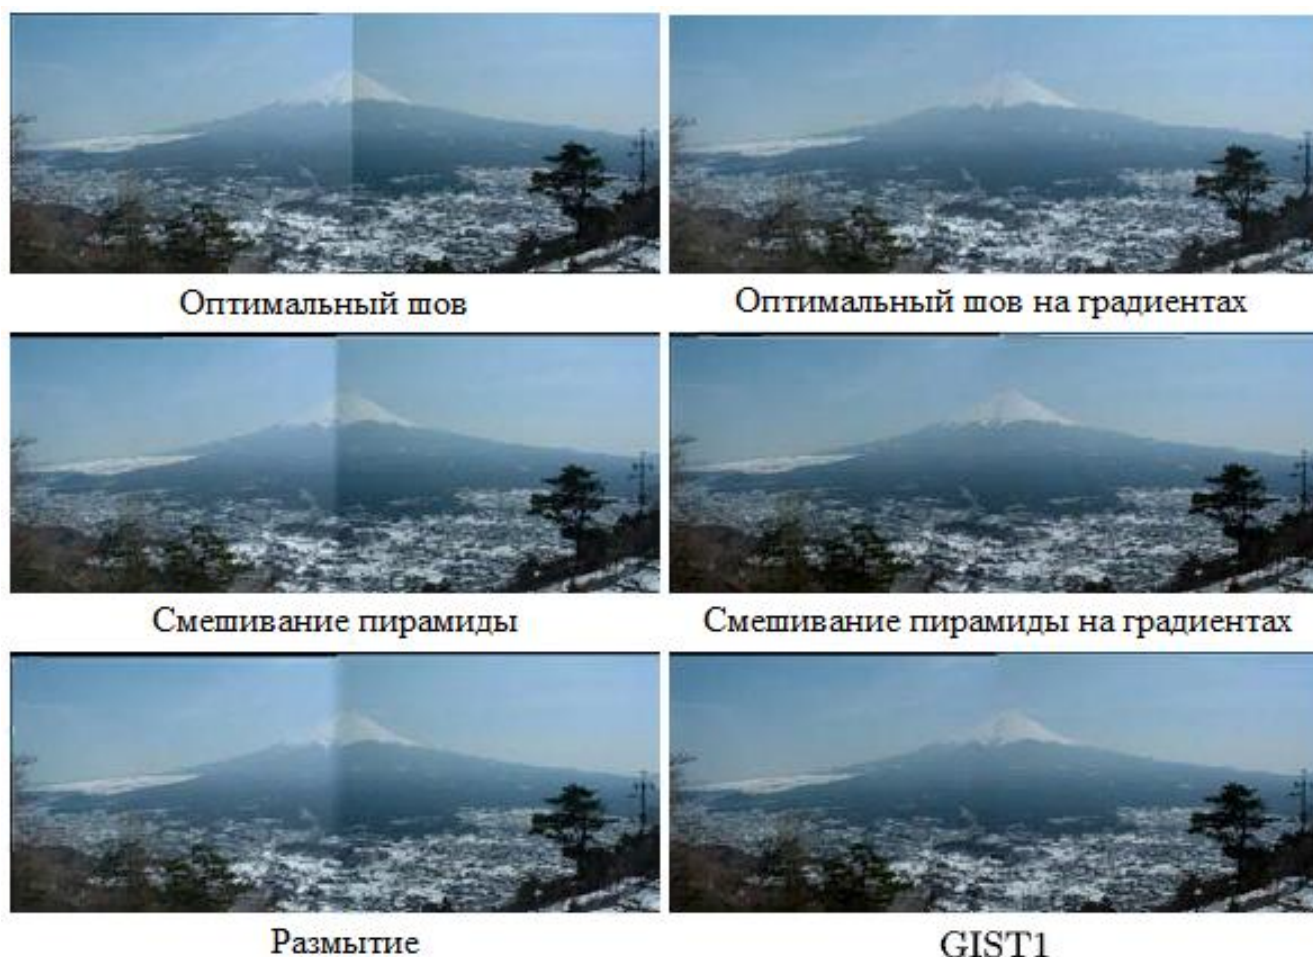 Оптимальный шов
Оптимальный шов на градиентах
Смешивание пирамиды
Смешивание пирамиды на градиентах
Размытие
GIST1